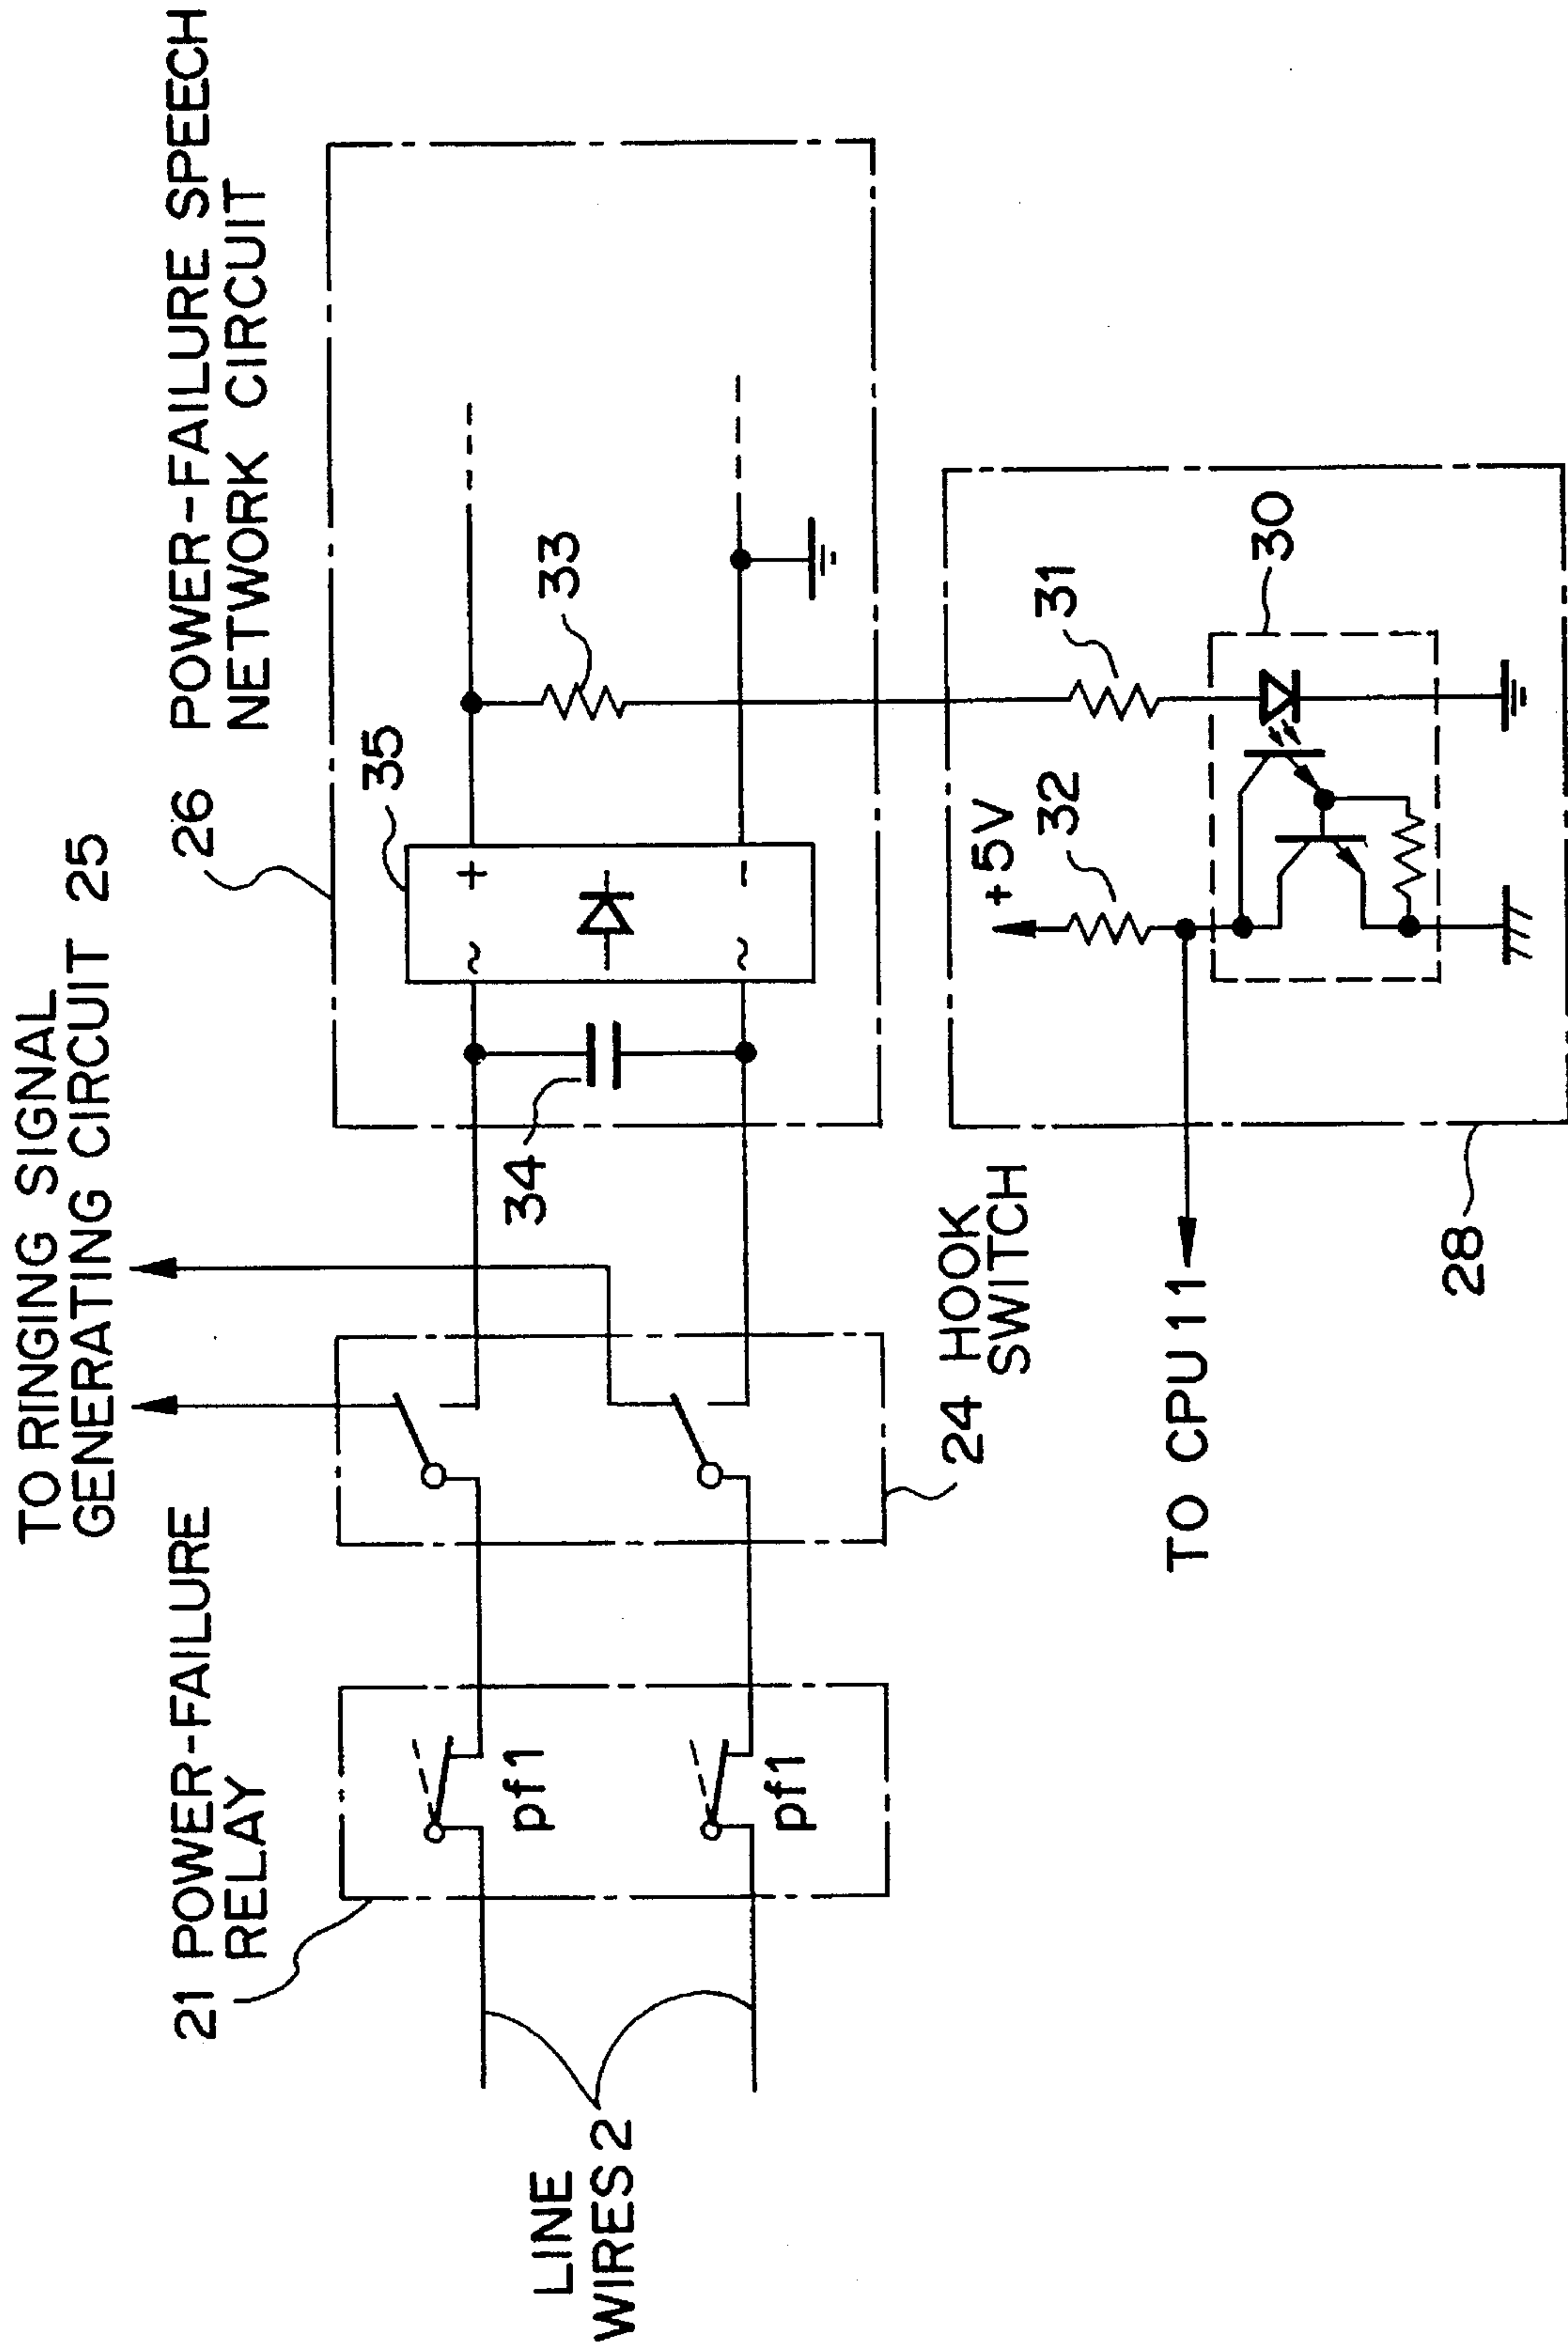 TO RINGING SIGNAL
GENERATING CIRCUIT 25
21 POWER-FAILURE
RELAY
26 POWER-FAILURE SPEECH
NETWORK CIRCUIT
35
+
-
~
~
33
34
pf1
pf1
LINE
WIRES 2
24 HOOK
SWITCH
+5V
32
31
30
TO CPU 11
28